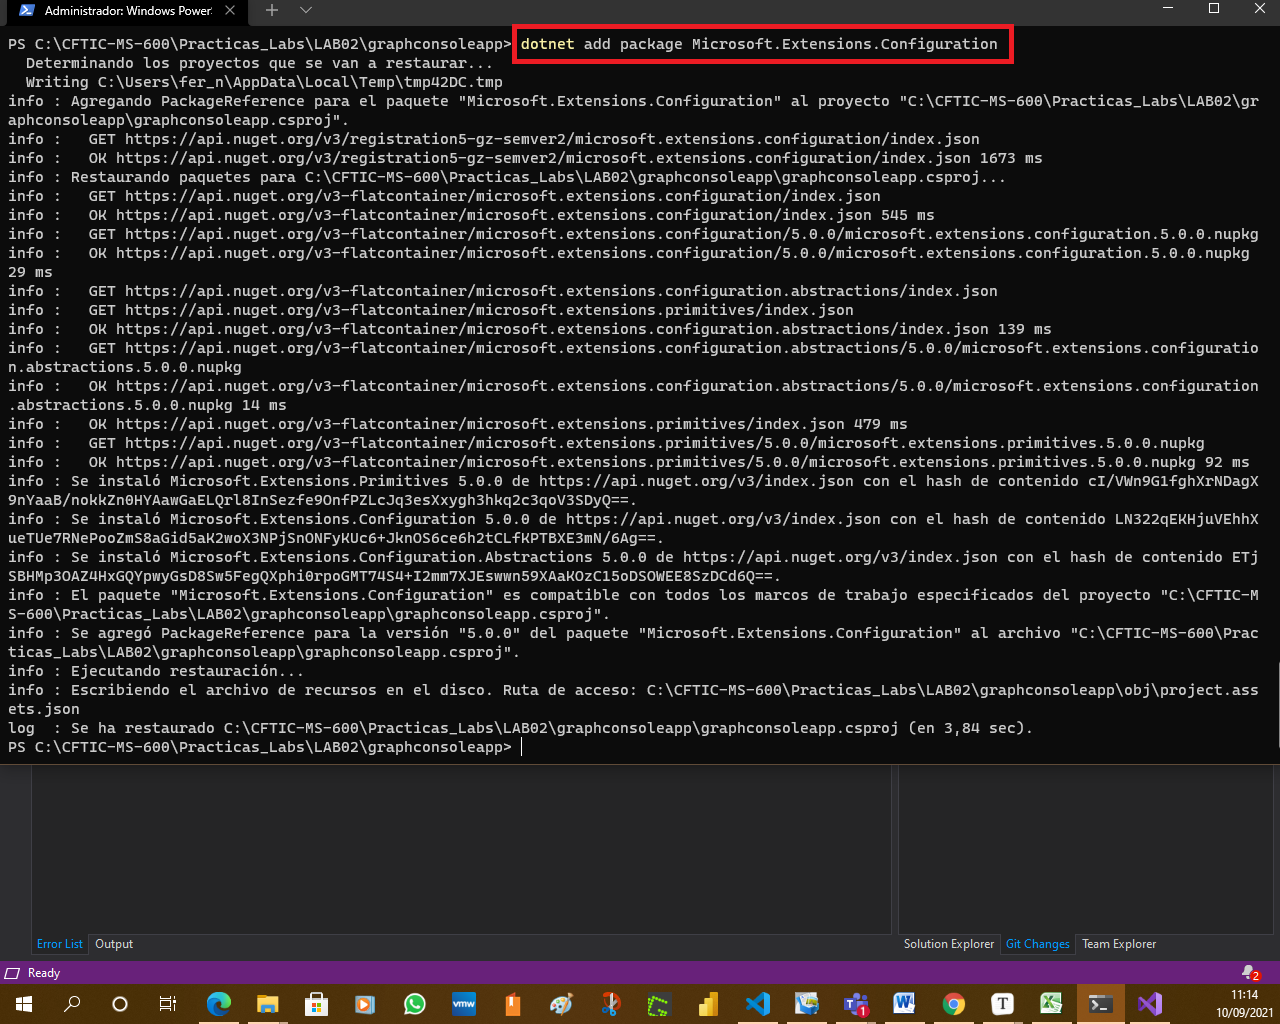 Administrador: Windows PowerS
PS C:\CFTIC-MS-600\Practicas_Labs\LAB02\graphconsoleapp> dotnet add package Microsoft.Extensions.Configuration
Determinando los proyectos que se van a restaurar...
Writing C:\Users\fer_n\AppData\Local\Temp\tmp42DC.tmp
info : Agregando PackageReference para el paquete "Microsoft.Extensions.Configuration" al proyecto "C:\CFTIC-MS-600\Practicas_Labs\LAB02\gr
aphconsoleapp\graphconsoleapp.csproj".
info :   GET https://api.nuget.org/v3/registration5-gz-semver2/microsoft.extensions.configuration/index.json
info :   OK https://api.nuget.org/v3/registration5-gz-semver2/microsoft.extensions.configuration/index.json 1673 ms
info : Restaurando paquetes para C:\CFTIC-MS-600\Practicas_Labs\LAB02\graphconsoleapp\graphconsoleapp.csproj...
info :   GET https://api.nuget.org/v3-flatcontainer/microsoft.extensions.configuration/index.json
info :   OK https://api.nuget.org/v3-flatcontainer/microsoft.extensions.configuration/index.json 545 ms
info :   GET https://api.nuget.org/v3-flatcontainer/microsoft.extensions.configuration/5.0.0/microsoft.extensions.configuration.5.0.0.nupkg
info :   OK https://api.nuget.org/v3-flatcontainer/microsoft.extensions.configuration/5.0.0/microsoft.extensions.configuration.5.0.0.nupkg
29 ms
info :   GET https://api.nuget.org/v3-flatcontainer/microsoft.extensions.configuration.abstractions/index.json
info :   GET https://api.nuget.org/v3-flatcontainer/microsoft.extensions.primitives/index.json
info :   OK https://api.nuget.org/v3-flatcontainer/microsoft.extensions.configuration.abstractions/index.json 139 ms
info :   GET https://api.nuget.org/v3-flatcontainer/microsoft.extensions.configuration.abstractions/5.0.0/microsoft.extensions.configuratio
n.abstractions.5.0.0.nupkg
info :   OK https://api.nuget.org/v3-flatcontainer/microsoft.extensions.configuration.abstractions/5.0.0/microsoft.extensions.configuration
.abstractions.5.0.0.nupkg 14 ms
info :   OK https://api.nuget.org/v3-flatcontainer/microsoft.extensions.primitives/index.json 479 ms
info :   GET https://api.nuget.org/v3-flatcontainer/microsoft.extensions.primitives/5.0.0/microsoft.extensions.primitives.5.0.0.nupkg
info :   OK https://api.nuget.org/v3-flatcontainer/microsoft.extensions.primitives/5.0.0/microsoft.extensions.primitives.5.0.0.nupkg 92 ms
info : Se instaló Microsoft.Extensions.Primitives 5.0.0 de https://api.nuget.org/v3/index.json con el hash de contenido cI/VWn9G1fghXrNDagX
9nYaaB/nokkZn0HYAawGaELQrl8InSezfe9OnfPZLcJq3esXxygh3hkq2c3qoV3SDyQ==.
info : Se instaló Microsoft.Extensions.Configuration 5.0.0 de https://api.nuget.org/v3/index.json con el hash de contenido LN322qEKHjuVEhhX
ueTUe7RNePooZmS8aGid5aK2woX3NPjSnONFyKUc6+JknOS6ce6h2tCLfKPTBXE3mN/6Ag==.
info : Se instaló Microsoft.Extensions.Configuration.Abstractions 5.0.0 de https://api.nuget.org/v3/index.json con el hash de contenido ETj
SBHMp3OAZ4HxGQYpwyGsD8Sw5FegQXphi0rpoGMT74S4+I2mm7XJEswwn59XAaKOzC15oDSOWEE8SzDCd6Q==.
info : El paquete "Microsoft.Extensions.Configuration" es compatible con todos los marcos de trabajo especificados del proyecto "C:\CFTIC-M
S-600\Practicas_Labs\LAB02\graphconsoleapp\graphconsoleapp.csproj".
info : Se agregó PackageReference para la versión "5.0.0" del paquete "Microsoft.Extensions.Configuration" al archivo "C:\CFTIC-MS-600\Prac
ticas_Labs\LAB02\graphconsoleapp\graphconsoleapp.csproj".
info : Ejecutando restauración...
info : Escribiendo el archivo de recursos en el disco. Ruta de acceso: C:\CFTIC-MS-600\Practicas_Labs\LAB02\graphconsoleapp\obj\project.ass
ets.json
log  : Se ha restaurado C:\CFTIC-MS-600\Practicas_Labs\LAB02\graphconsoleapp\graphconsoleapp.csproj (en 3,84 sec).
PS C:\CFTIC-MS-600\Practicas_Labs\LAB02\graphconsoleapp>
Error List Output Solution Explorer Git Changes Team Explorer
Ready 2
vmw 1 T
11:14
10/09/2021